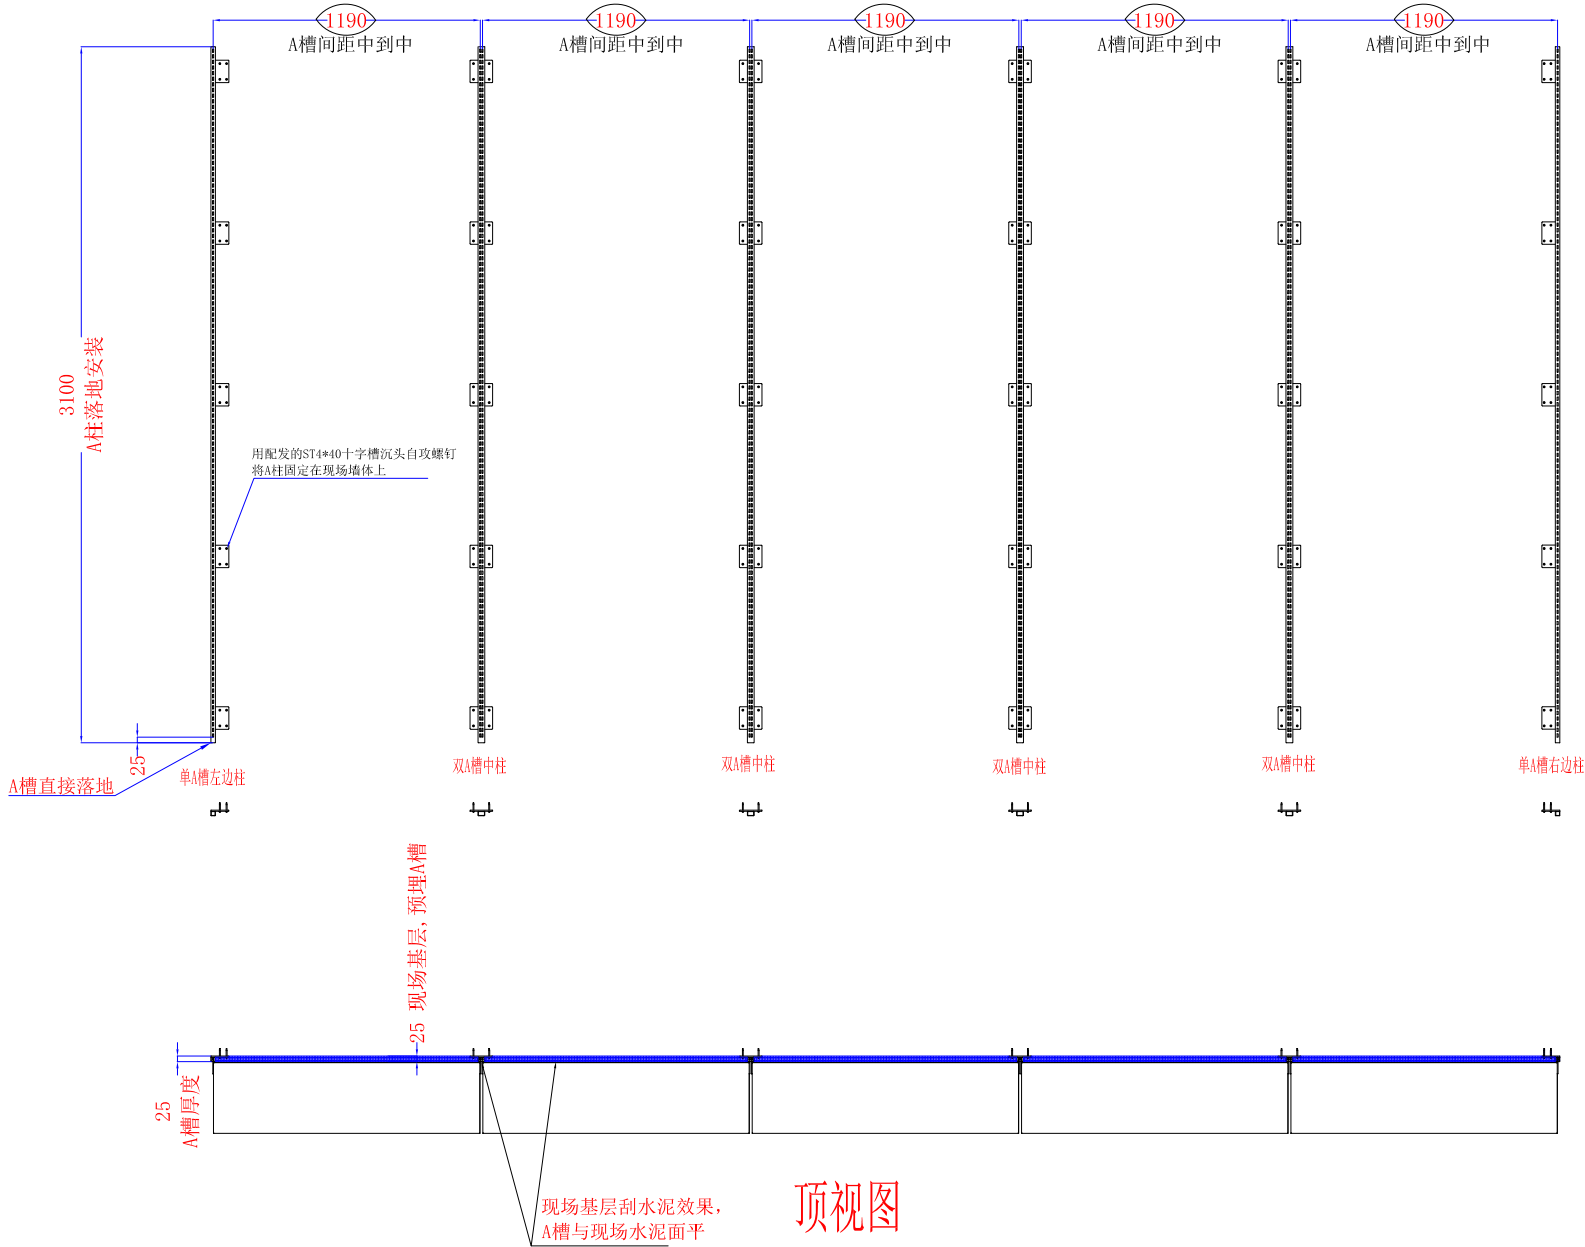 1190
1190
1190
1190
1190
A槽间距中到中
A槽间距中到中
A槽间距中到中
A槽间距中到中
A槽间距中到中
3100
A柱落地安装
用配发的ST4*40十字槽沉头自攻螺钉
将A柱固定在现场墙体上
25
A槽直接落地
单A槽左边柱
双A槽中柱
双A槽中柱
双A槽中柱
双A槽中柱
单A槽右边柱
25 现场基层,预埋A槽
25
A槽厚度
现场基层刮水泥效果,
A槽与现场水泥面平
顶视图